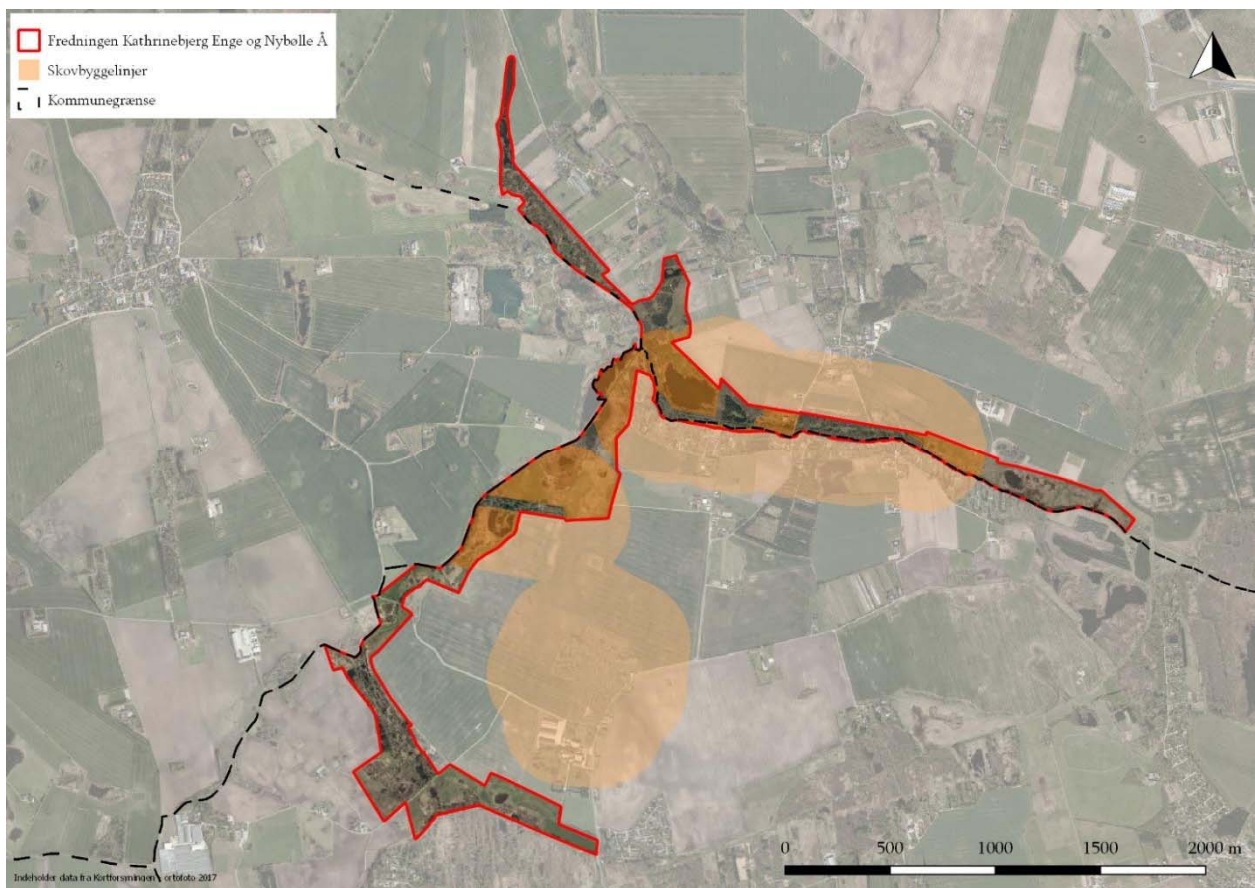 Fredningen Kathrinebjerg Enge og Nybølle Å
Skovbyggelinjer
Kommunegrænse
0 500 1000 1500 2000 m
Indeholder data fra Kortforsyningen ortofoto 2017